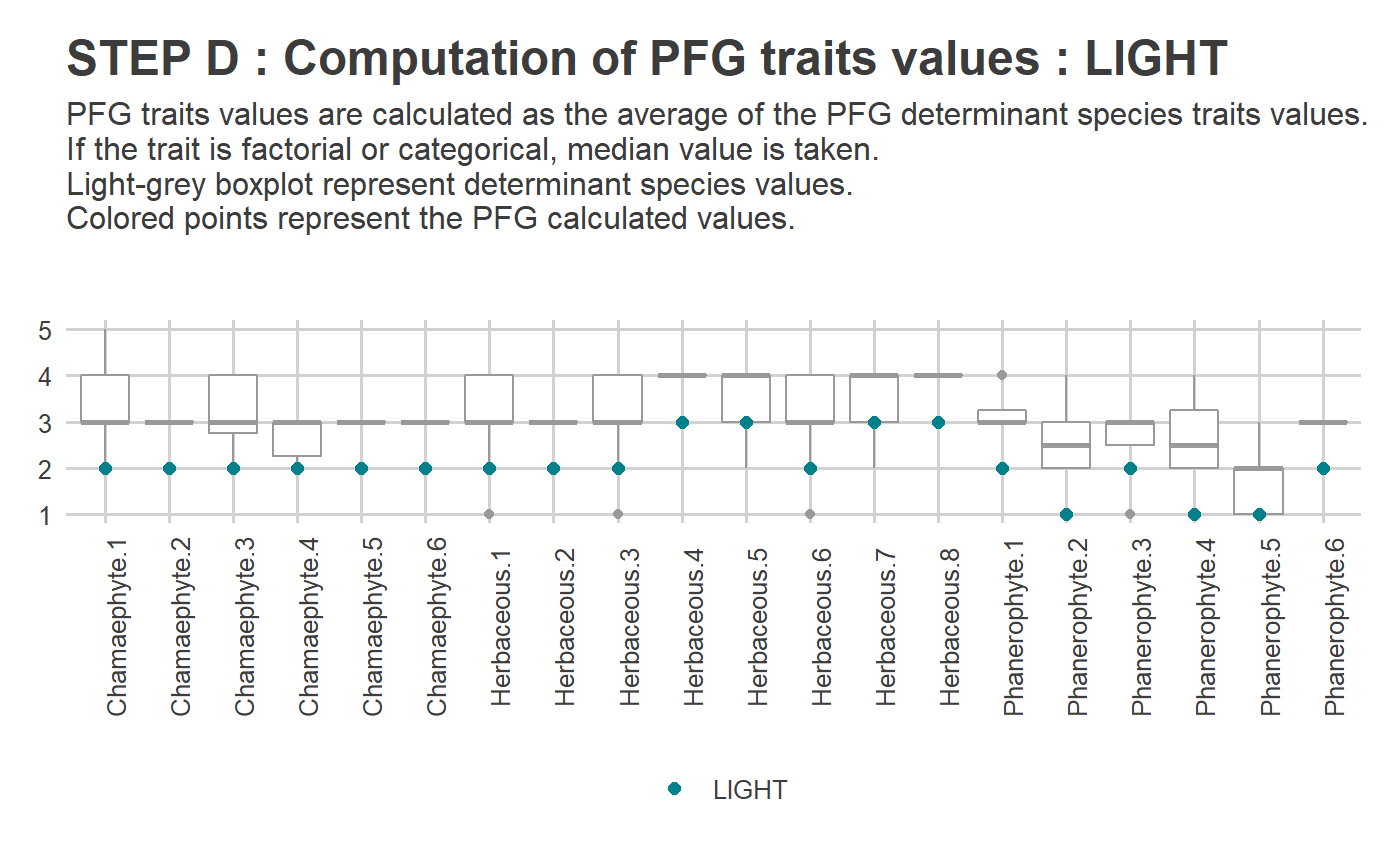 STEP D : Computation of PFG traits values : LIGHT
PFG traits values are calculated as the average of the PFG determinant species traits values.
If the trait is factorial or categorical, median value is taken.
Light-grey boxplot represent determinant species values.
Colored points represent the PFG calculated values.
5
4
3
2
1
Chamaephyte.1
Chamaephyte.2
Chamaephyte.3
Chamaephyte.4
Chamaephyte.5
Chamaephyte.6
Herbaceous.1
Herbaceous.2
Herbaceous.3
Herbaceous.4
Herbaceous.5
Herbaceous.6
Herbaceous.7
Herbaceous.8
Phanerophyte.1
Phanerophyte.2
Phanerophyte.3
Phanerophyte.4
Phanerophyte.5
Phanerophyte.6
LIGHT